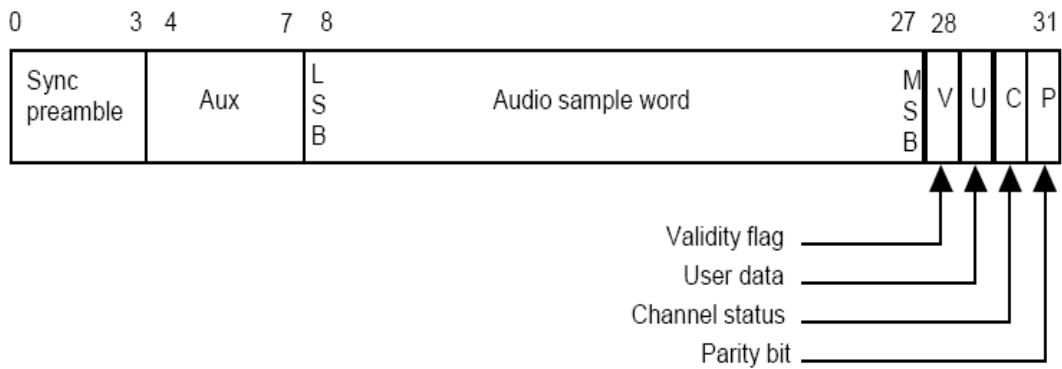 0 3 4 7 8 27 28 31
Sync
preamble
Aux
L
S
B
Audio sample word
M
S
B
V U C P
Validity flag
User data
Channel status
Parity bit